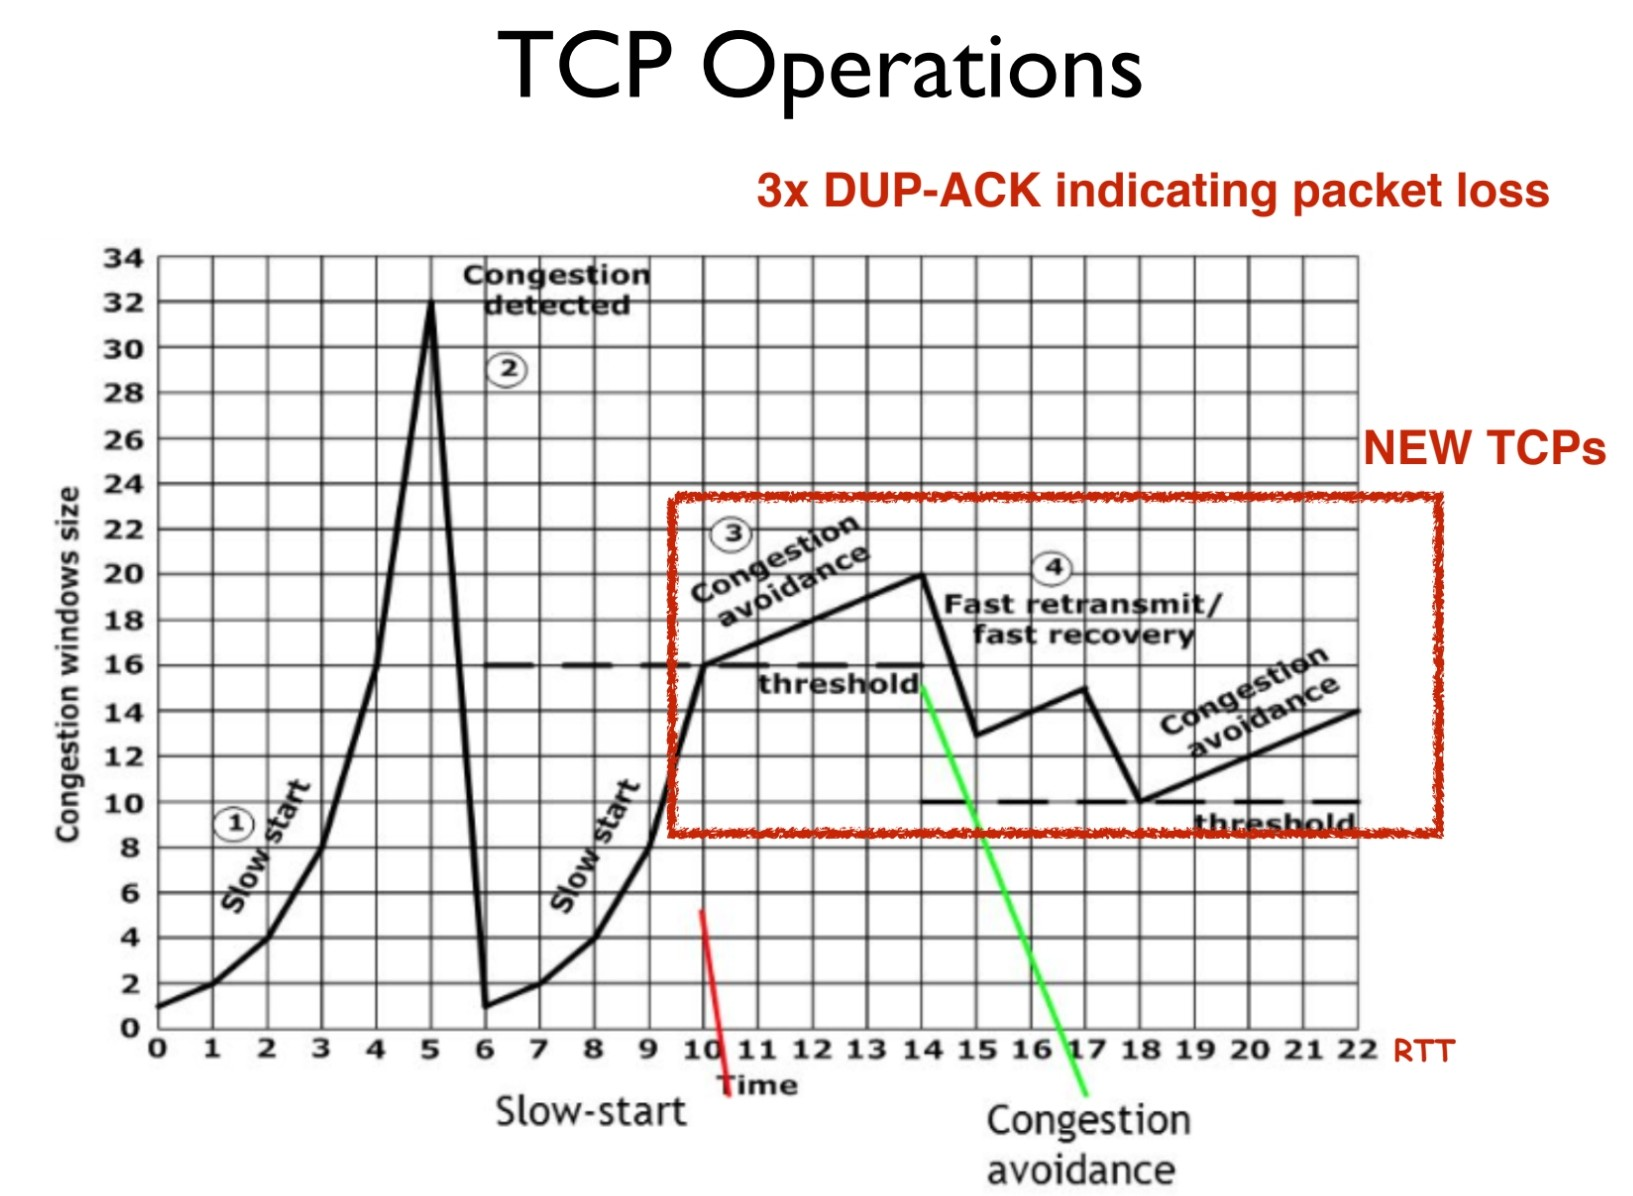 TCP Operations
3x DUP-ACK indicating packet loss
34
32
30
28
26
24
22
20
18
16
14
12
10
8
6
4
2
0
Congestion windows size
Congestion
detected
2
NEW TCPs
3
Congestion
avoidance
4
Fast retransmit/
fast recovery
threshold
Congestion
avoidance
threshold
1
Slow start
Slow start
0 1 2 3 4 5 6 7 8 9 10 11 12 13 14 15 16 17 18 19 20 21 22 RTT
Time
Slow-start
Congestion
avoidance